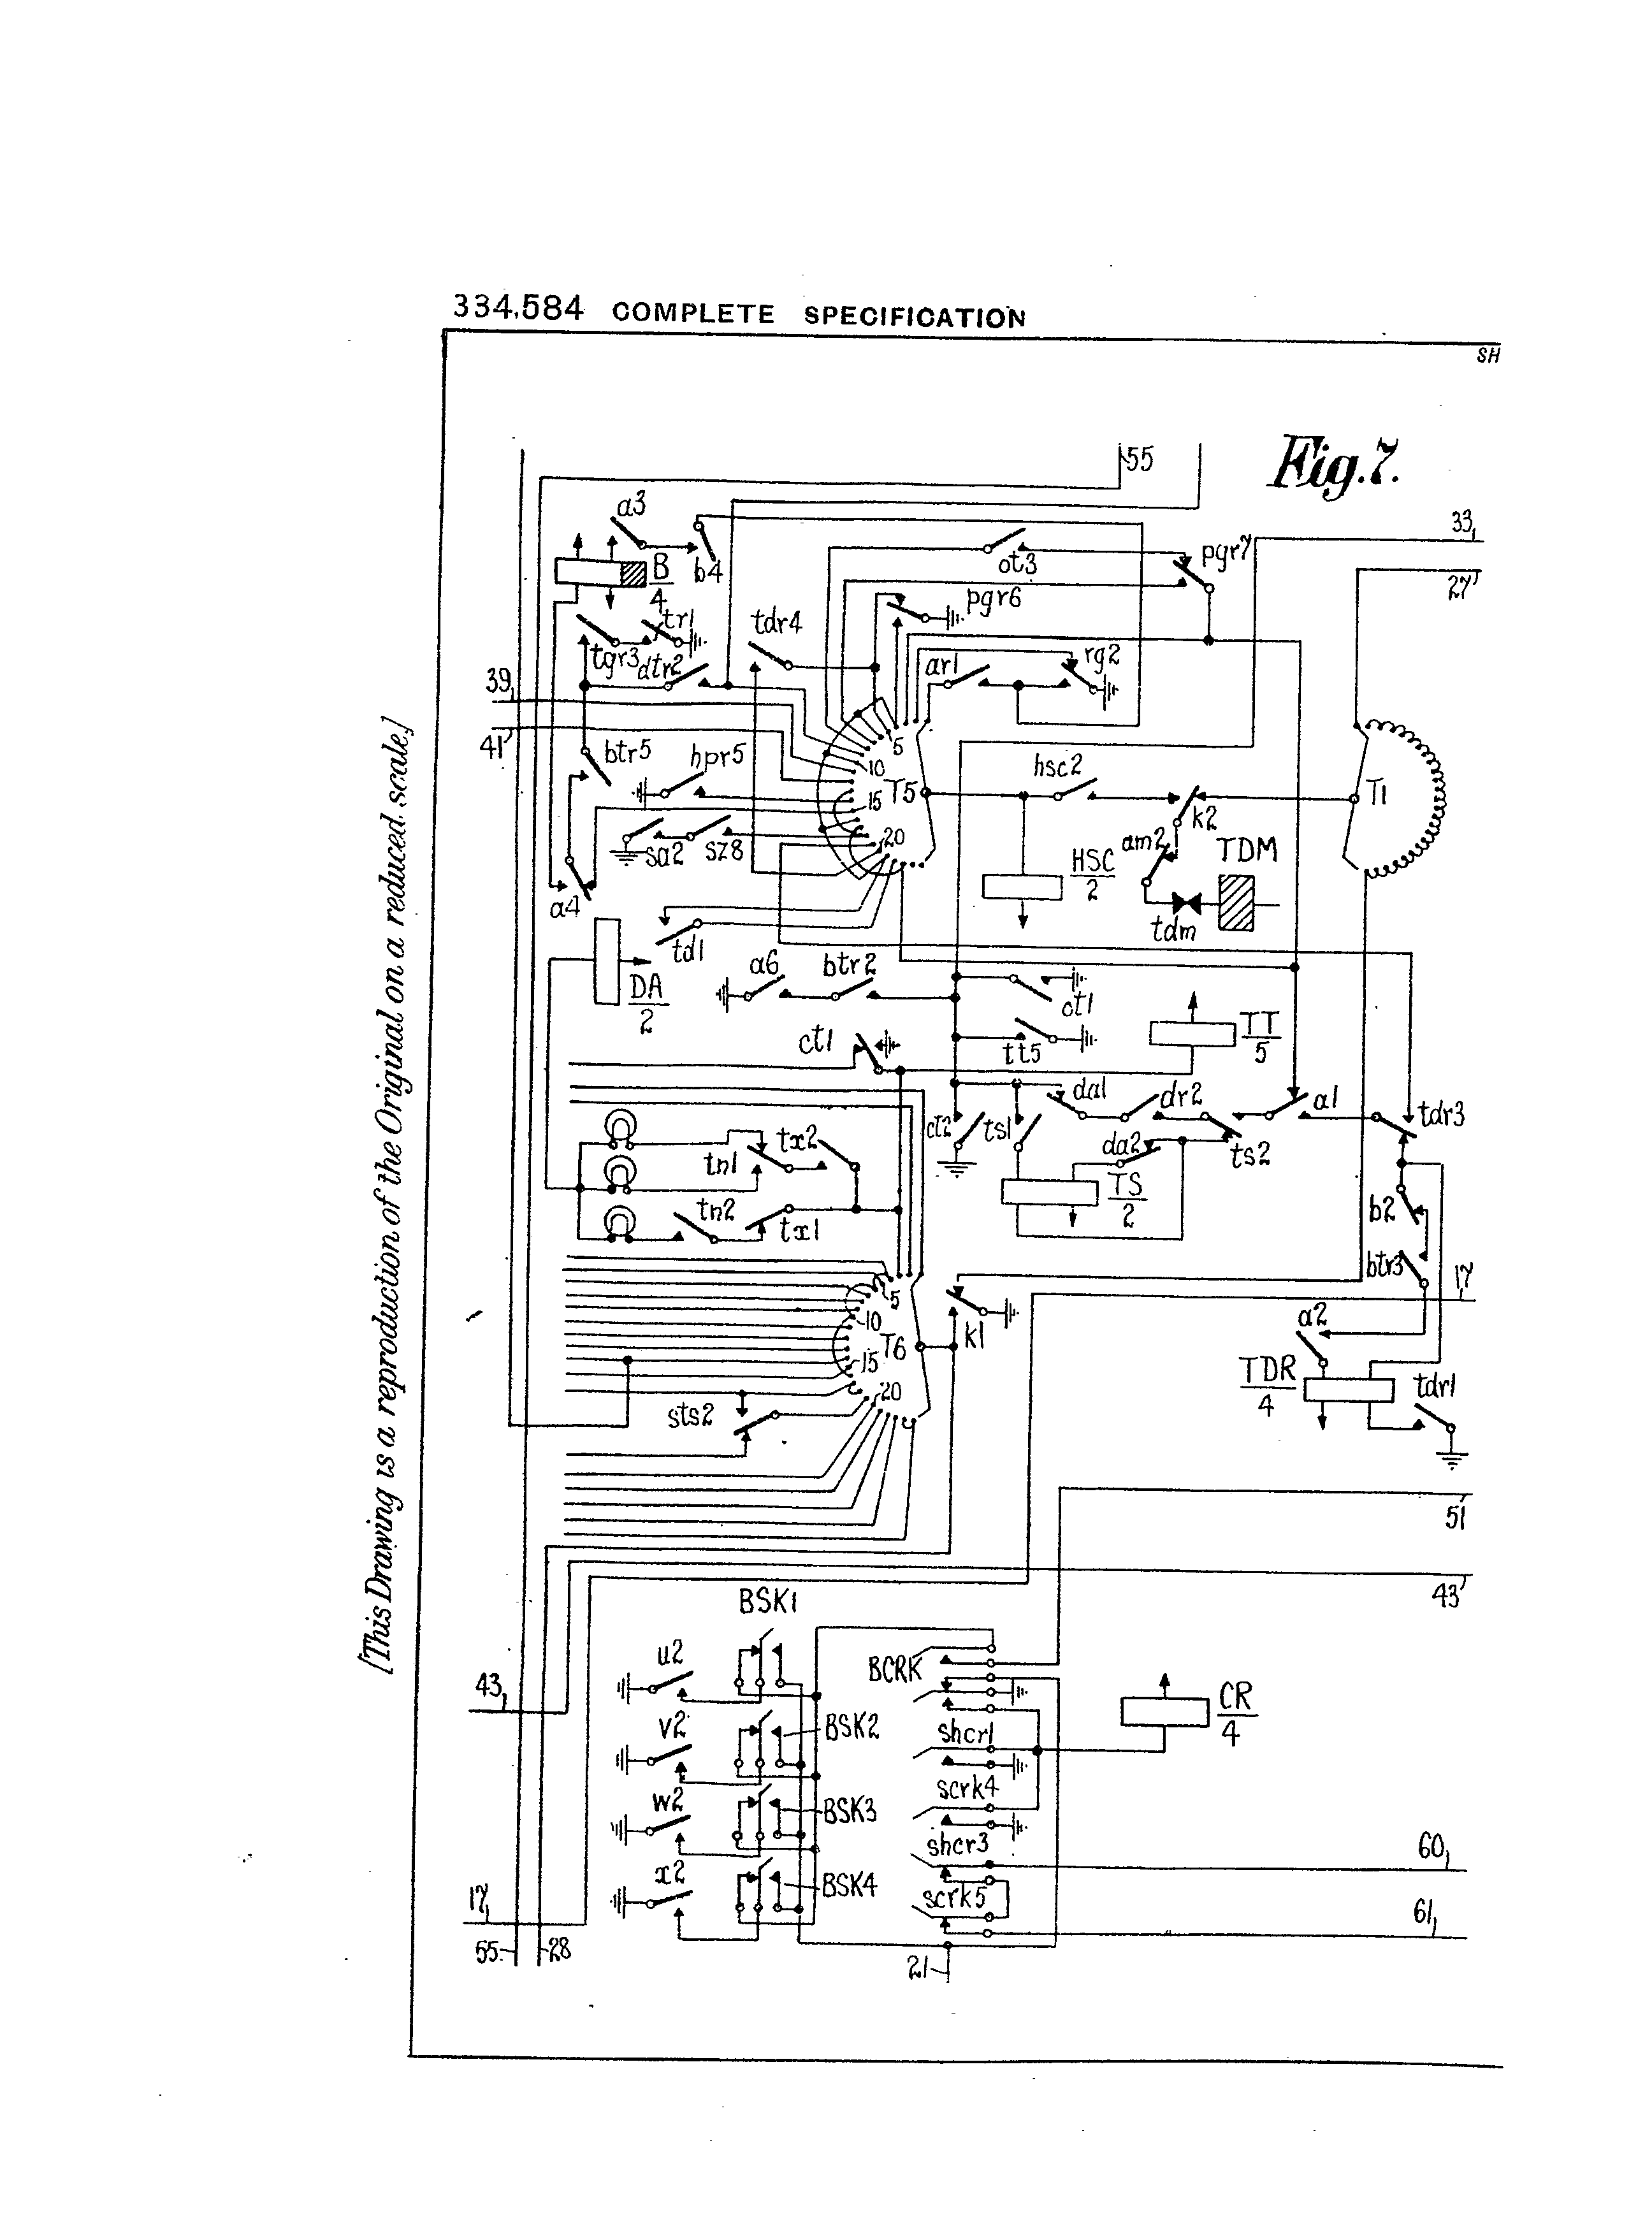 334,584 COMPLETE SPECIFICATION
SH
Fig.7.
[This Drawing is a reproduction of the Original on a reduced scale.]
55
33
27
a3
b4
B
4
ot3
pgr7
pgr6
tr1
tgr3
dtr2
tdr4
ar1
rg2
39
41
btr5
hpr5
5
10
T5
15
20
hsc2
k2
T1
sa2
sz8
am2
TDM
HSC
2
tdm
a4
td1
DA
2
a6
btr2
ct1
ct1
tt5
TT
5
da1
dr2
a1
tdr3
ct2
ts1
da2
ts2
TS
2
tx2
tn1
tn2
tx1
b2
btr3
17
5
10
T6
15
20
k1
a2
TDR
4
tdr1
sts2
51
43
BSK1
u2
BCRK
CR
4
43
v2
BSK2
shcr1
scrk4
w2
BSK3
shcr3
60
x2
BSK4
scrk5
61
17
55
28
21